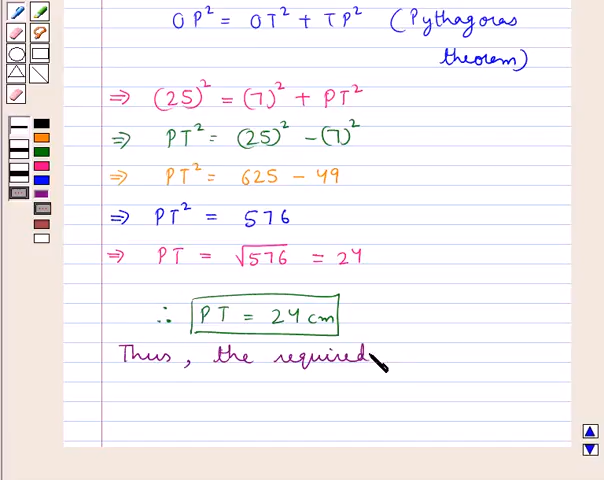 OP² = OT² + TP² (Pythagoras
theorem)
⇒ (25)² = (7)² + PT²
⇒ PT² = (25)² - (7)²
⇒ PT² = 625 - 49
⇒ PT² = 576
⇒ PT = √576 = 24
∴ PT = 24 cm
Thus, the required